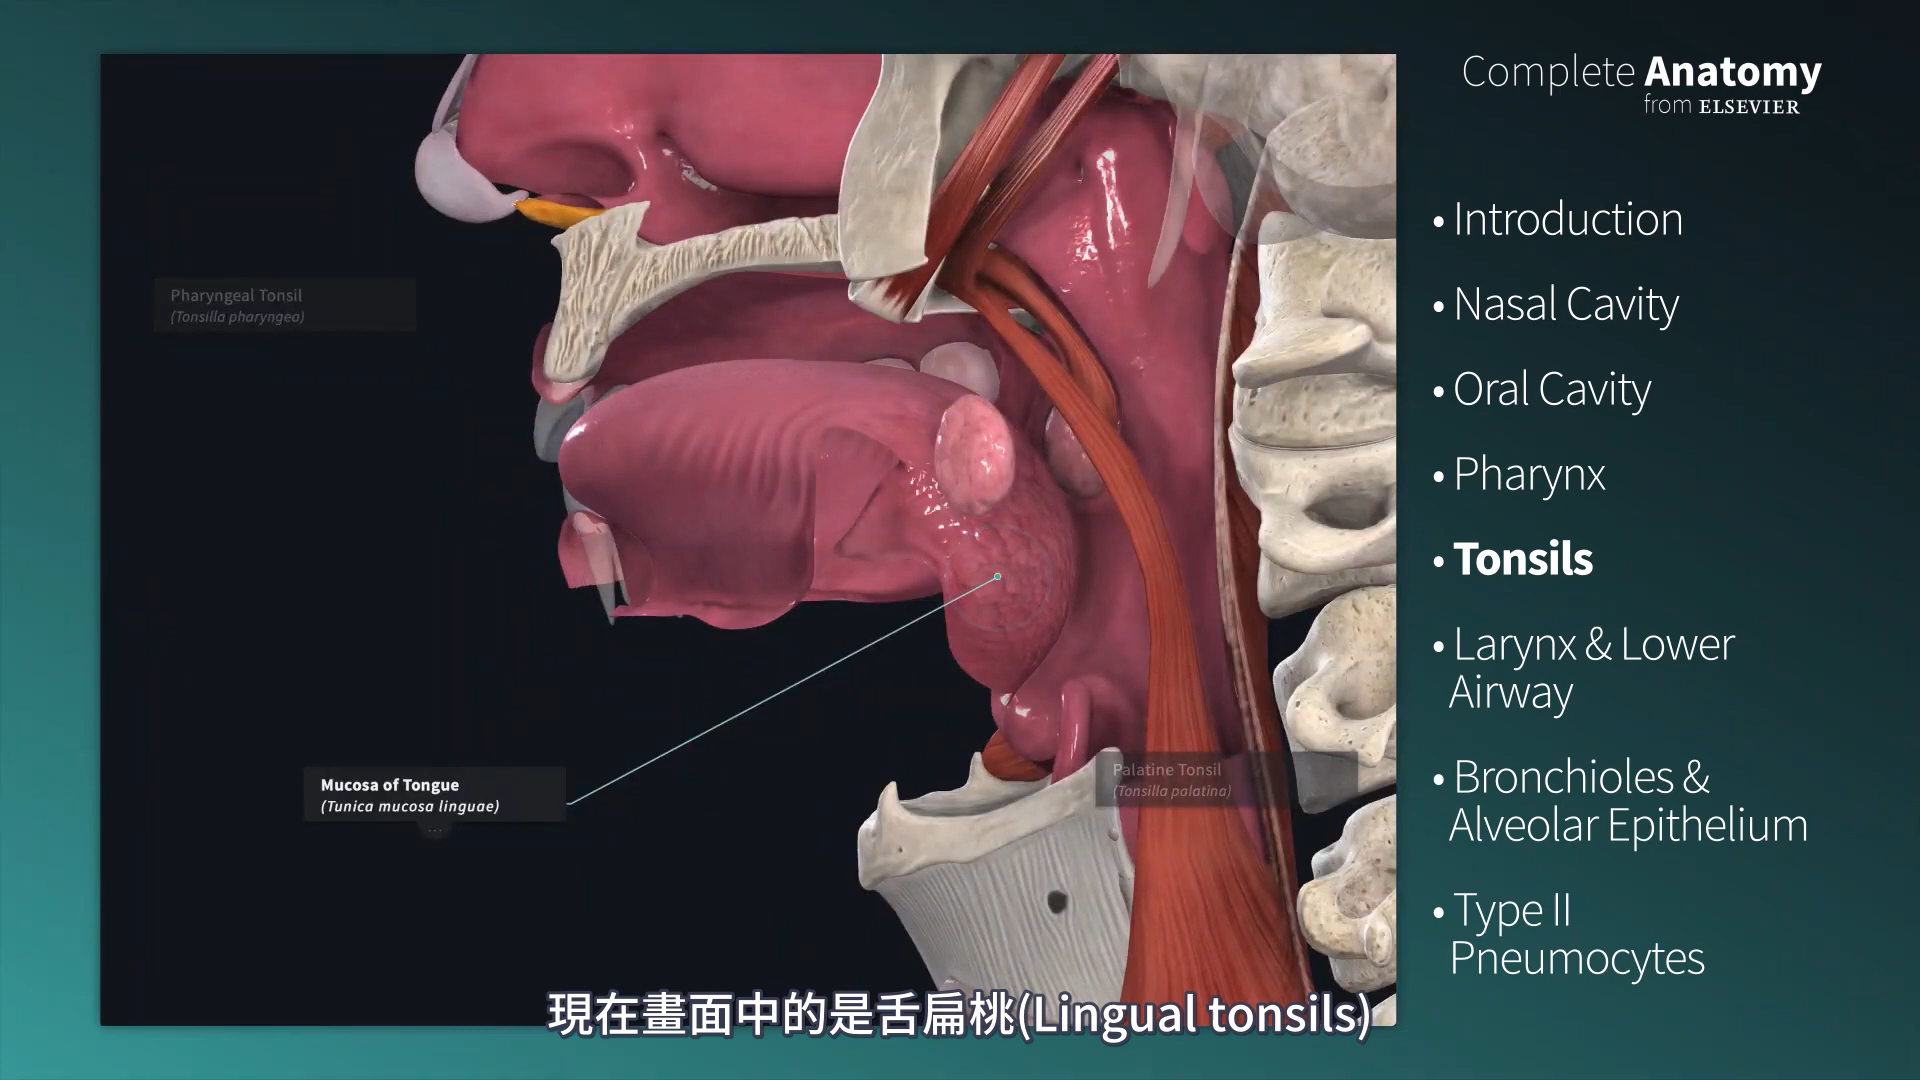 Complete Anatomy
from ELSEVIER
• Introduction
• Nasal Cavity
• Oral Cavity
• Pharynx
• Tonsils
• Larynx & Lower
Airway
• Bronchioles &
Alveolar Epithelium
• Type II
Pneumocytes
Pharyngeal Tonsil
(Tonsilla pharyngea)
Mucosa of Tongue
(Tunica mucosa linguae)
...
Palatine Tonsil
(Tonsilla palatina)
現在畫面中的是舌扁桃(Lingual tonsils)